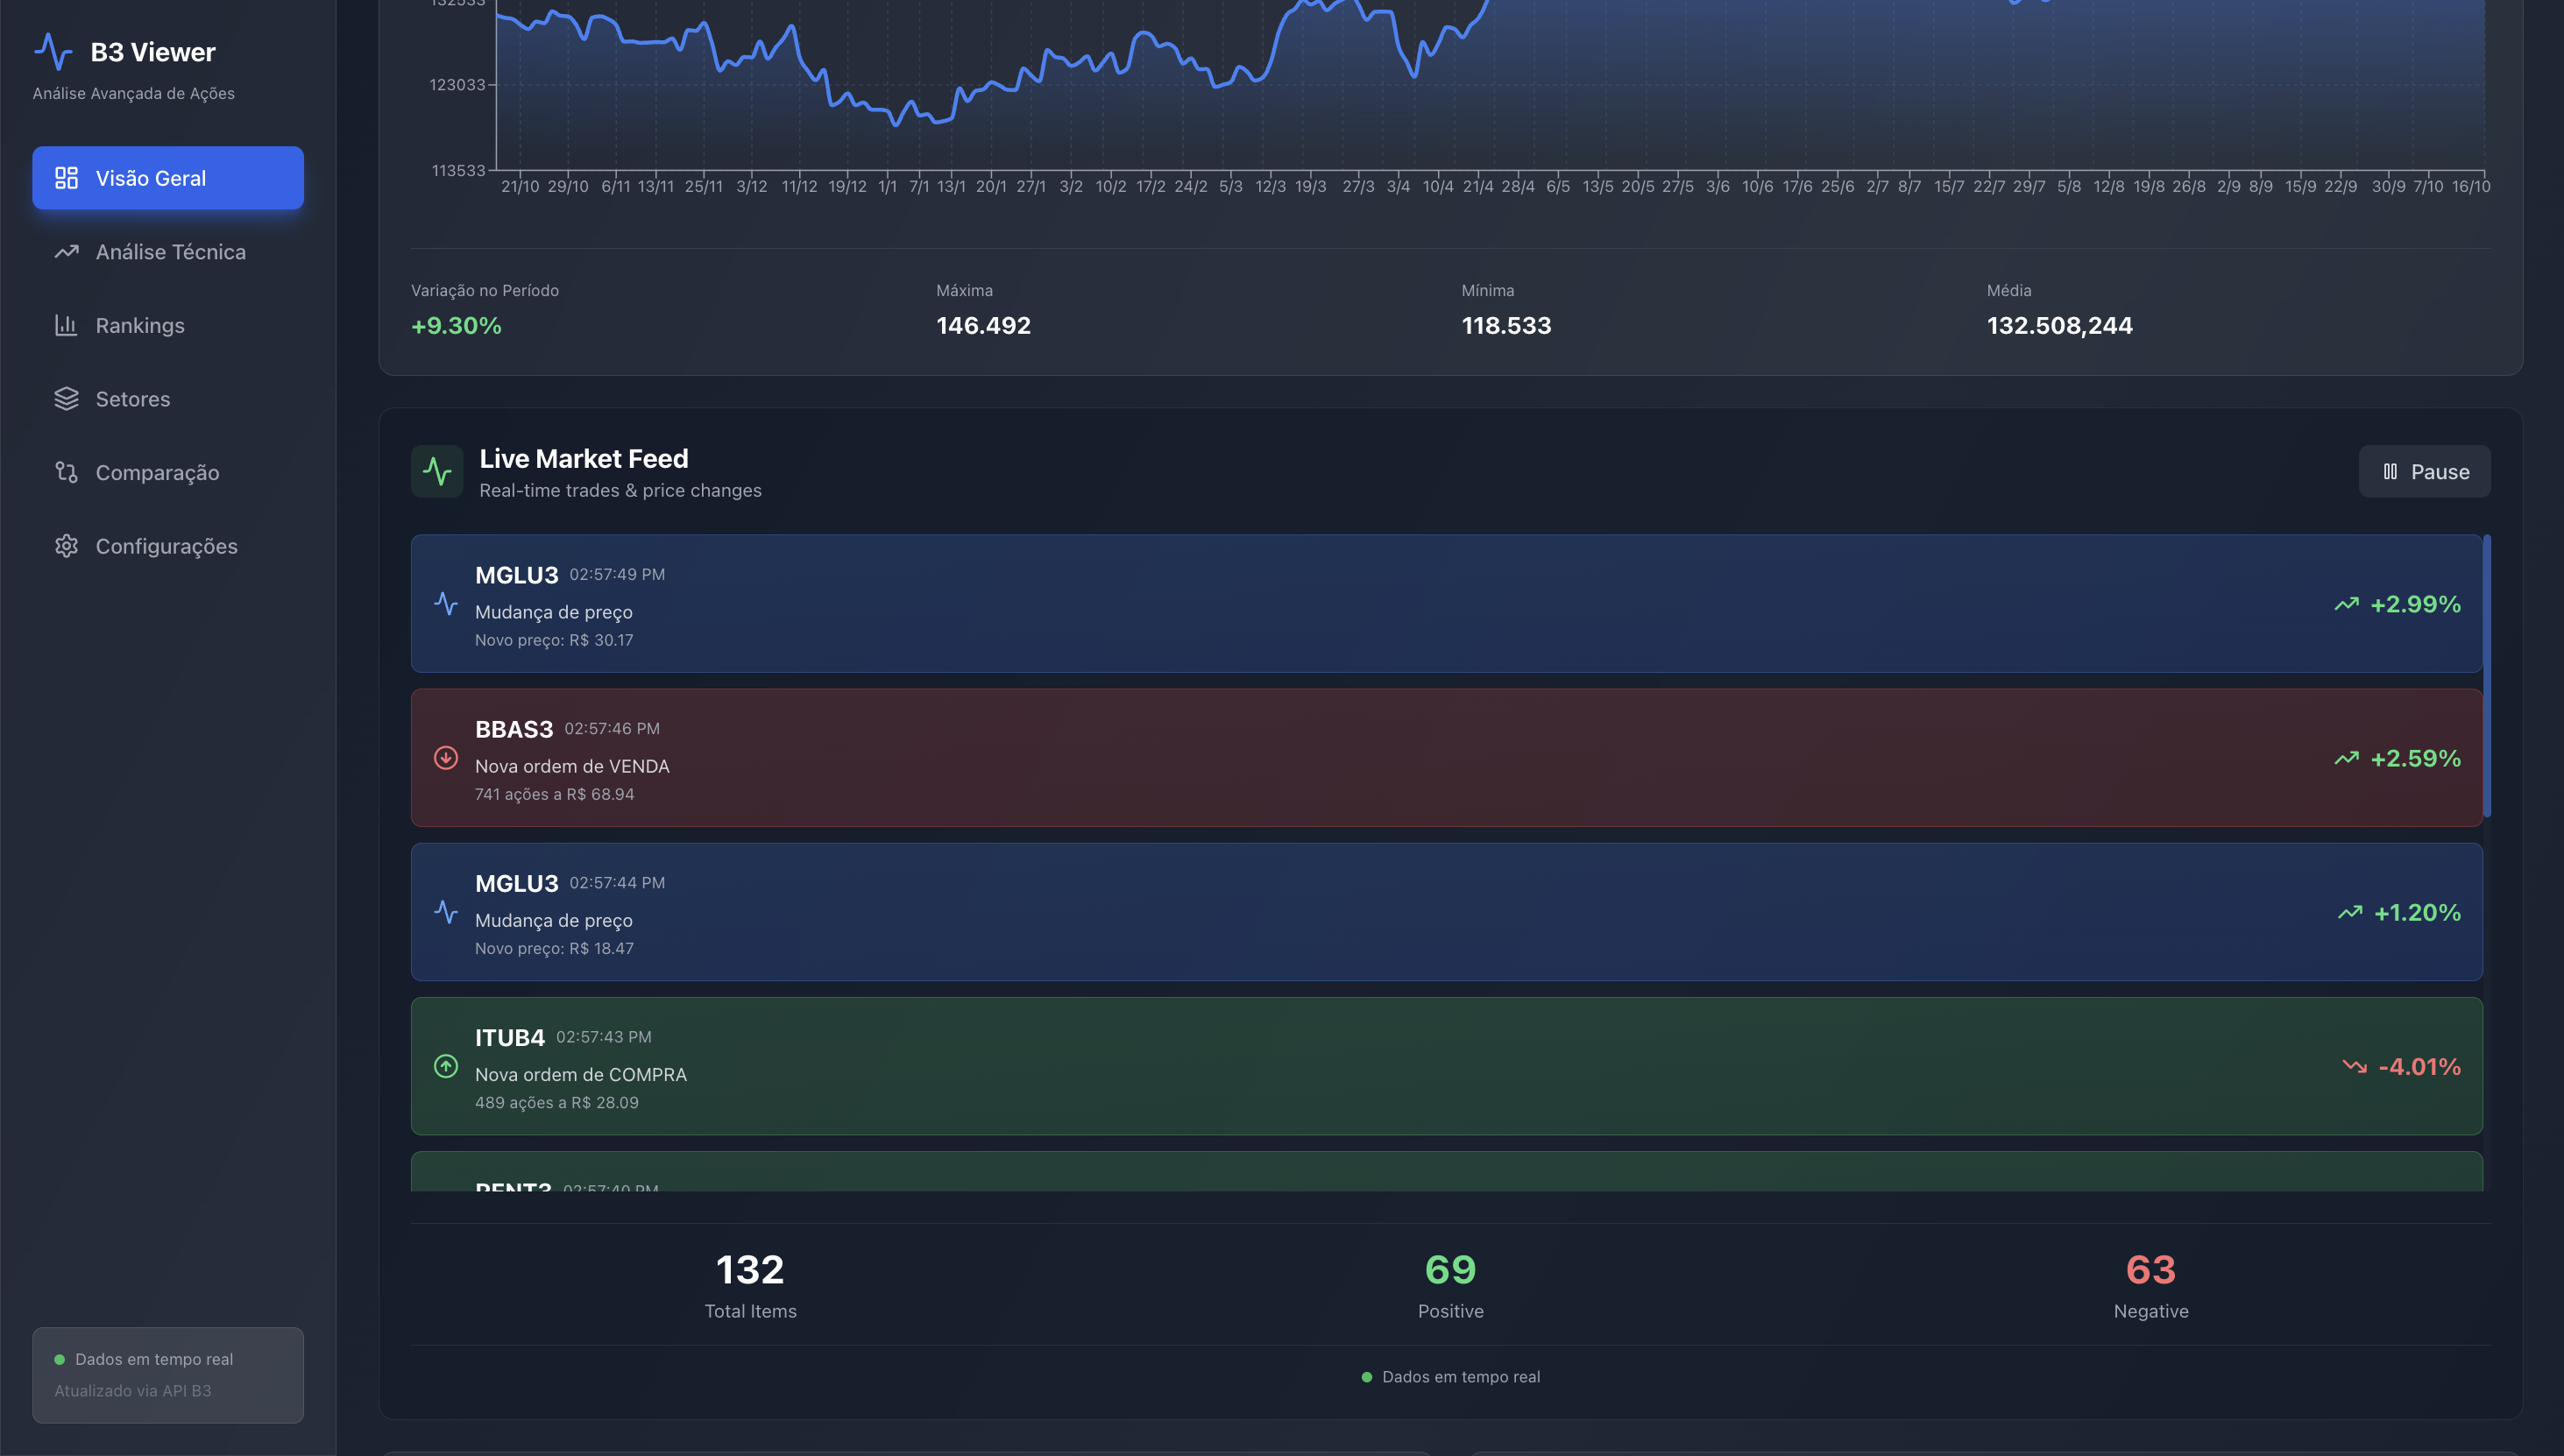 B3 Viewer
Análise Avançada de Ações
Visão Geral
Análise Técnica
Rankings
Setores
Comparação
Configurações
Dados em tempo real
Atualizado via API B3
132533
123033
113533
21/10 29/10 6/11 13/11 25/11 3/12 11/12 19/12 1/1 7/1 13/1 20/1 27/1 3/2 10/2 17/2 24/2 5/3 12/3 19/3 27/3 3/4 10/4 21/4 28/4 6/5 13/5 20/5 27/5 3/6 10/6 17/6 25/6 2/7 8/7 15/7 22/7 29/7 5/8 12/8 19/8 26/8 2/9 8/9 15/9 22/9 30/9 7/10 16/10
Variação no Período
+9.30%
Máxima
146.492
Mínima
118.533
Média
132.508,244
Live Market Feed
Real-time trades & price changes
Pause
MGLU3 02:57:49 PM
Mudança de preço
Novo preço: R$ 30.17
+2.99%
BBAS3 02:57:46 PM
Nova ordem de VENDA
741 ações a R$ 68.94
+2.59%
MGLU3 02:57:44 PM
Mudança de preço
Novo preço: R$ 18.47
+1.20%
ITUB4 02:57:43 PM
Nova ordem de COMPRA
489 ações a R$ 28.09
-4.01%
RENT3 02:57:40 PM
132
Total Items
69
Positive
63
Negative
Dados em tempo real